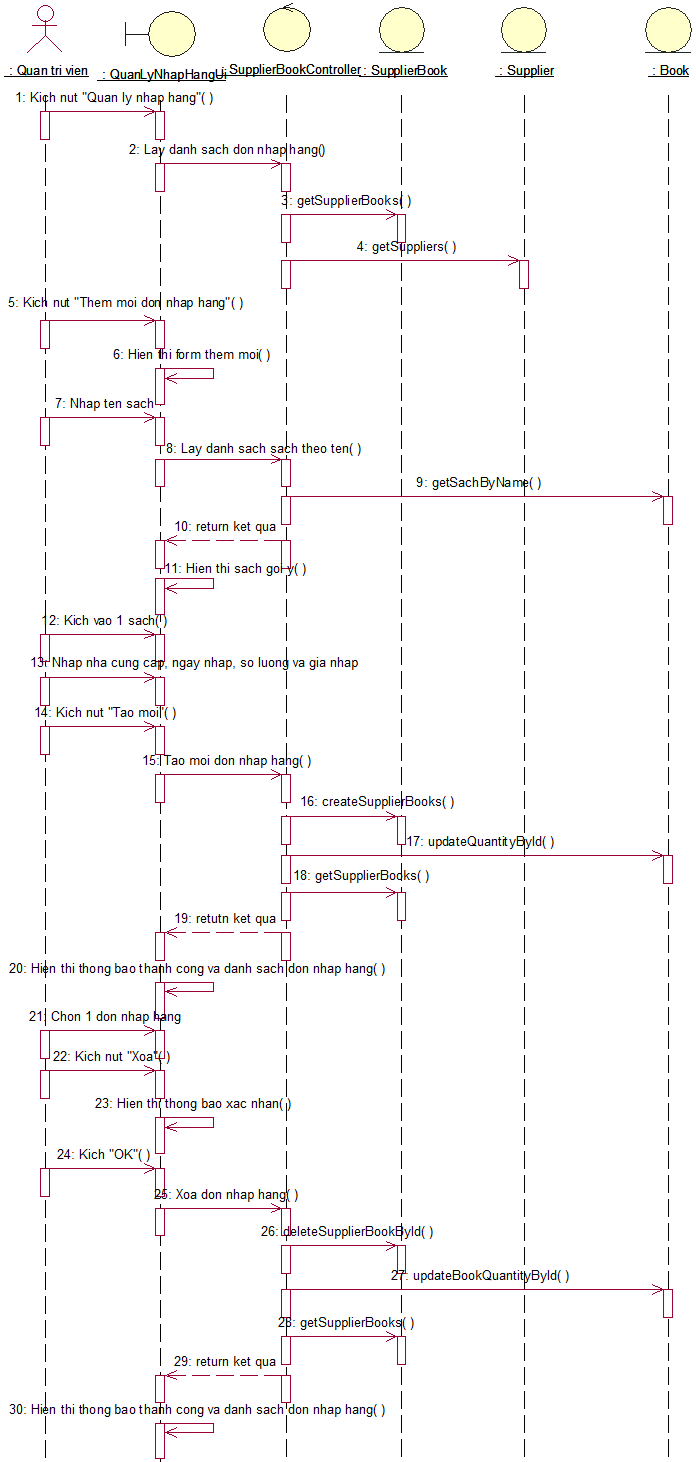 : Quan tri vien
: QuanLyNhapHangUi
: SupplierBookController
: SupplierBook
: Supplier
: Book
1: Kich nut "Quan ly nhap hang"( )
2: Lay danh sach don nhap hang()
3: getSupplierBooks( )
4: getSuppliers( )
5: Kich nut "Them moi don nhap hang"( )
6: Hien thi form them moi( )
7: Nhap ten sach
8: Lay danh sach sach theo ten( )
9: getSachByName( )
10: return ket qua
11: Hien thi sach goi y( )
12: Kich vao 1 sach( )
13: Nhap nha cung cap, ngay nhap, so luong va gia nhap
14: Kich nut "Tao moi"( )
15: Tao moi don nhap hang( )
16: createSupplierBooks( )
17: updateQuantityById( )
18: getSupplierBooks( )
19: retutn ket qua
20: Hien thi thong bao thanh cong va danh sach don nhap hang( )
21: Chon 1 don nhap hang
22: Kich nut "Xoa"( )
23: Hien thi thong bao xac nhan( )
24: Kich "OK"( )
25: Xoa don nhap hang( )
26: deleteSupplierBookById( )
27: updateBookQuantityById( )
28: getSupplierBooks( )
29: return ket qua
30: Hien thi thong bao thanh cong va danh sach don nhap hang( )